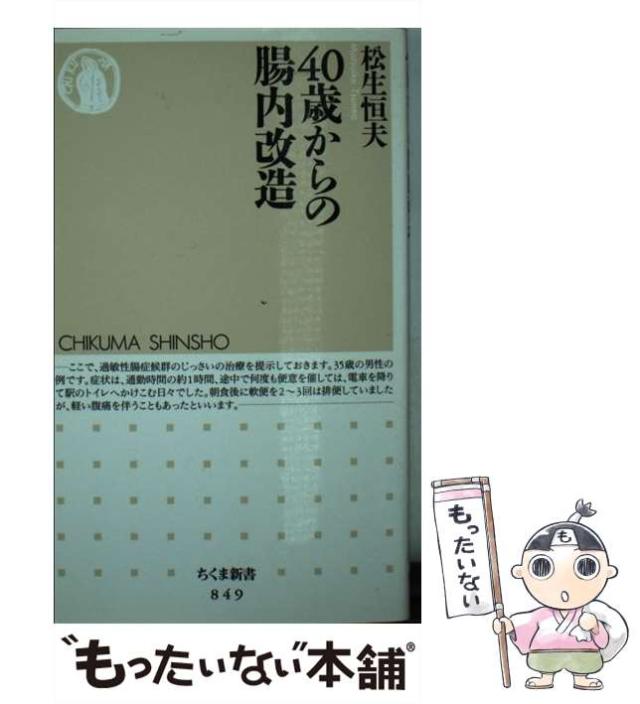 松生恒夫
40歳からの
腸内改造
CHIKUMA SHINSHO
──ここで、過敏性腸症候群のじっさいの治療を提示しておきます。35歳の男性の
例です。症状は、通勤時間の約1時間、途中で何度も便意を催しては、電車を降り
て駅のトイレへかけこむ日々でした。朝食後に軟便を2〜3回は排便していました
が、軽い腹痛を伴うこともあったといいます。──
ちくま新書
849
もったいない
も
“もったいない”本舗®